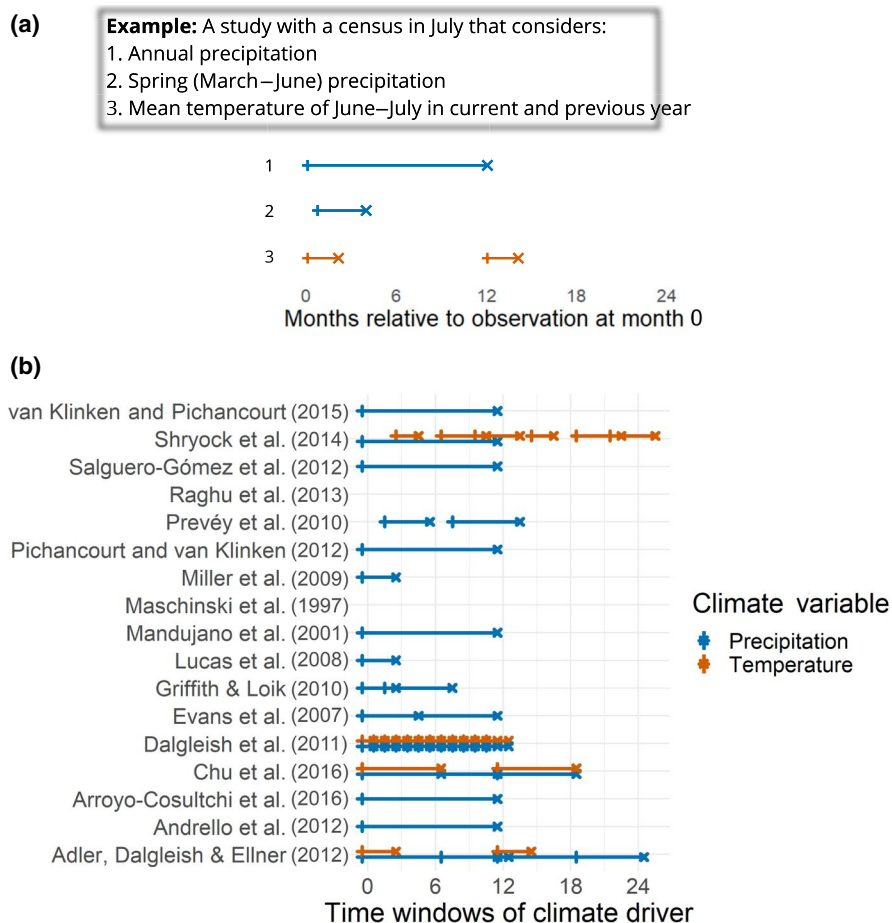 (a)
Example: A study with a census in July that considers:
1. Annual precipitation
2. Spring (March–June) precipitation
3. Mean temperature of June–July in current and previous year
1
2
3
0 6 12 18 24
Months relative to observation at month 0
(b)
van Klinken and Pichancourt (2015)
Shryock et al. (2014)
Salguero-Gómez et al. (2012)
Raghu et al. (2013)
Prevéy et al. (2010)
Pichancourt and van Klinken (2012)
Miller et al. (2009)
Maschinski et al. (1997)
Mandujano et al. (2001)
Lucas et al. (2008)
Griffith & Loik (2010)
Evans et al. (2007)
Dalgleish et al. (2011)
Chu et al. (2016)
Arroyo-Cosultchi et al. (2016)
Andrello et al. (2012)
Adler, Dalgleish & Ellner (2012)
0 6 12 18 24
Time windows of climate driver
Climate variable
Precipitation
Temperature